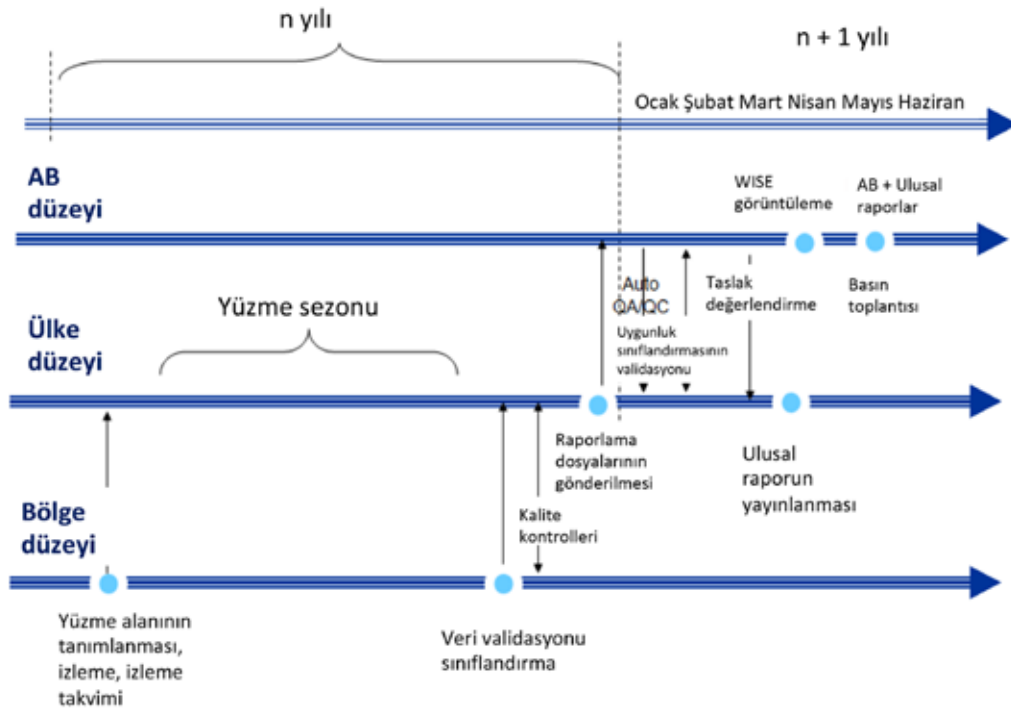 n yılı
n + 1 yılı
Ocak Şubat Mart Nisan Mayıs Haziran
AB
düzeyi
WISE
görüntüleme
AB + Ulusal
raporlar
Ülke
düzeyi
Yüzme sezonu
Auto
QA/QC
Uygunluk
sınıflandırmasının
validasyonu
Taslak
değerlendirme
Basın
toplantısı
Raporlama
dosyalarının
gönderilmesi
Ulusal
raporun
yayınlanması
Bölge
düzeyi
Kalite
kontrolleri
Yüzme alanının
tanımlanması,
izleme, izleme
takvimi
Veri validasyonu
sınıflandırma